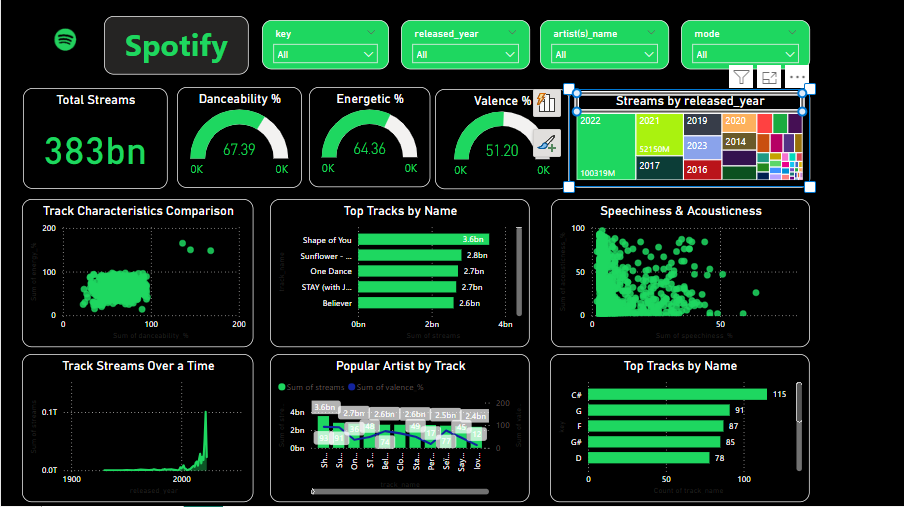 Spotify
key
All
released_year
All
artist(s)_name
All
mode
All
Total Streams
383bn
Danceability %
67.39
0K
0K
Energetic %
64.36
0K
0K
Valence %
51.20
0K
0K
Streams by released_year
2022
100319M
2021
52150M
2017
2019
2023
2016
2020
2014
Track Characteristics Comparison
200
100
0
0
100
200
Sum of energy_%
Sum of danceability_%
Top Tracks by Name
Shape of You
3.6bn
Sunflower - ...
2.8bn
One Dance
2.7bn
STAY (with J...
2.7bn
Believer
2.6bn
0bn
2bn
4bn
track_name
Sum of streams
Speechiness & Acousticness
100
50
0
0
50
Sum of acousticness_%
Sum of speechiness_%
Track Streams Over a Time
0.1T
0.0T
1900
2000
Sum of streams
released_year
Popular Artist by Track
Sum of streams
Sum of valence_%
4bn
2bn
0bn
200
100
0
3.6bn
2.7bn
2.6bn
2.6bn
2.5bn
2.4bn
Sh...
Su...
On...
ST...
Bel...
Clo...
Sta...
Per...
Señ...
Say...
lov...
track_name
Top Tracks by Name
C#
115
G
91
F
87
G#
85
D
78
0
50
100
key
Count of track_name